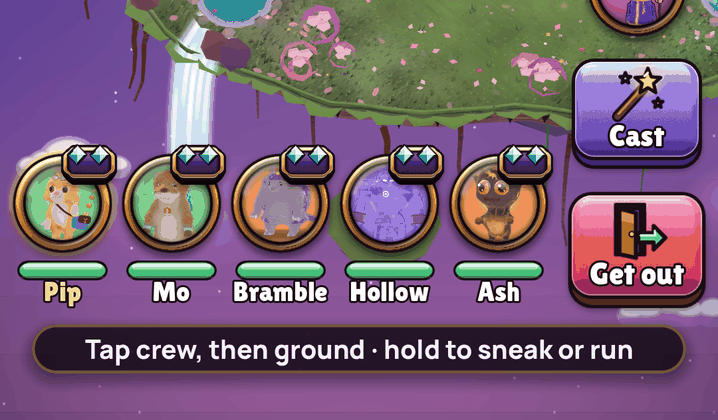 Cast
Get out
Pip
Mo
Bramble
Hollow
Ash
Tap crew, then ground · hold to sneak or run